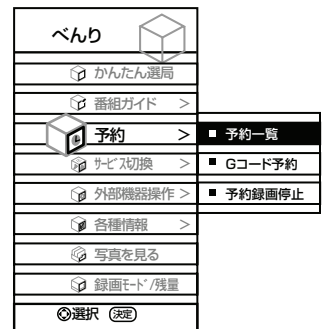 べんり
かんたん選局
番組ガイド >
予約 >
予約一覧
サービス切換 >
Gコード予約
外部機器操作 >
予約録画停止
各種情報 >
写真を見る
録画モード/残量
選択 決定